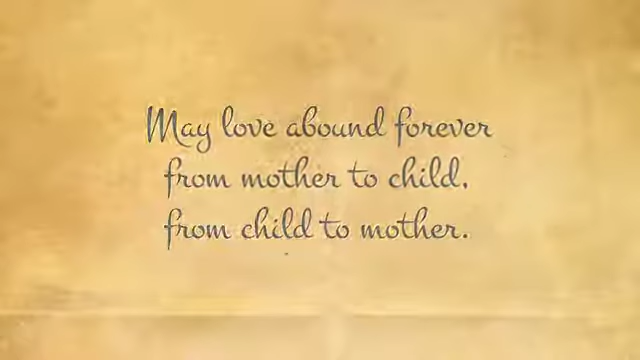 May love abound forever
from mother to child,
from child to mother.